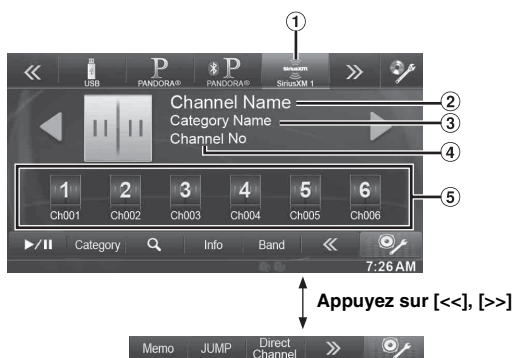 ①
« USB PANDORA® PANDORA® SiriusXM SiriusXM 1 »
Channel Name ②
Category Name ③
Channel No ④
1 2 3 4 5 6 ⑤
Ch001 Ch002 Ch003 Ch004 Ch005 Ch006
►/II Category Info Band «
7:26 AM
Appuyez sur [<<], [>>]
Memo JUMP Direct Channel »